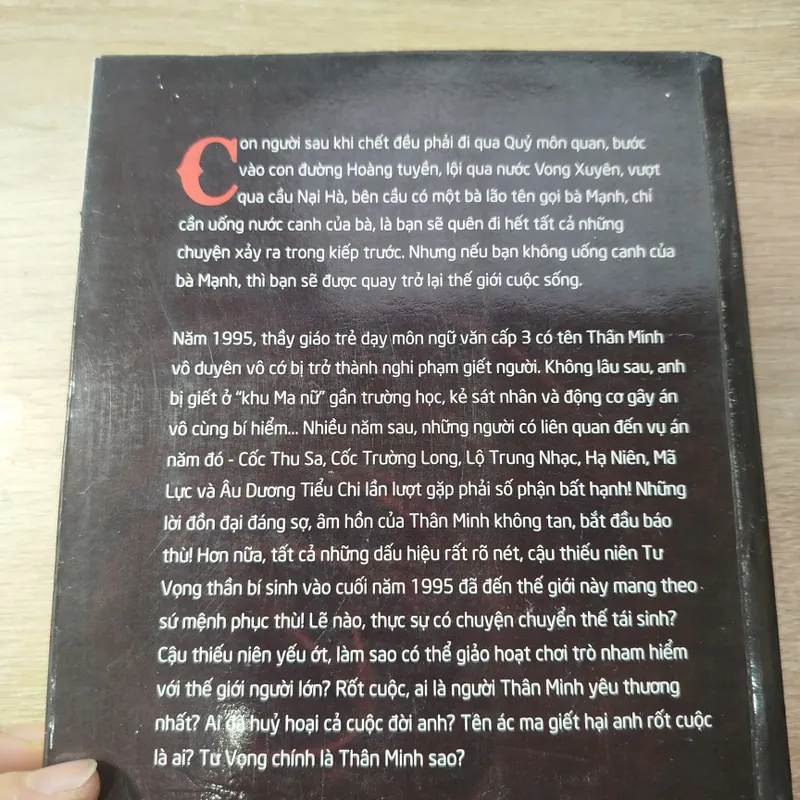 Con người sau khi chết đều phải đi qua Quỷ môn quan, bước
vào con đường Hoàng tuyền, lội qua nước Vong Xuyên, vượt
qua cầu Nại Hà, bên cầu có một bà lão tên gọi bà Mạnh, chỉ
cần uống nước canh của bà, là bạn sẽ quên đi hết tất cả những
chuyện xảy ra trong kiếp trước. Nhưng nếu bạn không uống canh của
bà Mạnh, thì bạn sẽ được quay trở lại thế giới cuộc sống.
Năm 1995, thầy giáo trẻ dạy môn ngữ văn cấp 3 có tên Thân Minh
vô duyên vô cớ bị trở thành nghi phạm giết người. Không lâu sau, anh
bị giết ở “khu Ma nữ” gần trường học, kẻ sát nhân và động cơ gây án
vô cùng bí hiểm... Nhiều năm sau, những người có liên quan đến vụ án
năm đó - Cốc Thu Sa, Cốc Trường Long, Lộ Trung Nhạc, Hạ Niên, Mã
Lực và Âu Dương Tiểu Chi lần lượt gặp phải số phận bất hạnh! Những
lời đồn đại đáng sợ, âm hồn của Thân Minh không tan, bắt đầu báo
thù! Hơn nữa, tất cả những dấu hiệu rất rõ nét, cậu thiếu niên Tư
Vọng thần bí sinh vào cuối năm 1995 đã đến thế giới này mang theo
sứ mệnh phục thù! Lẽ nào, thực sự có chuyện chuyển thế tái sinh?
Cậu thiếu niên yếu ớt, làm sao có thể giảo hoạt chơi trò nham hiểm
với thế giới người lớn? Rốt cuộc, ai là người Thân Minh yêu thương
nhất? Ai đã huỷ hoại cả cuộc đời anh? Tên ác ma giết hại anh rốt cuộc
là ai? Tư Vọng chính là Thân Minh sao?